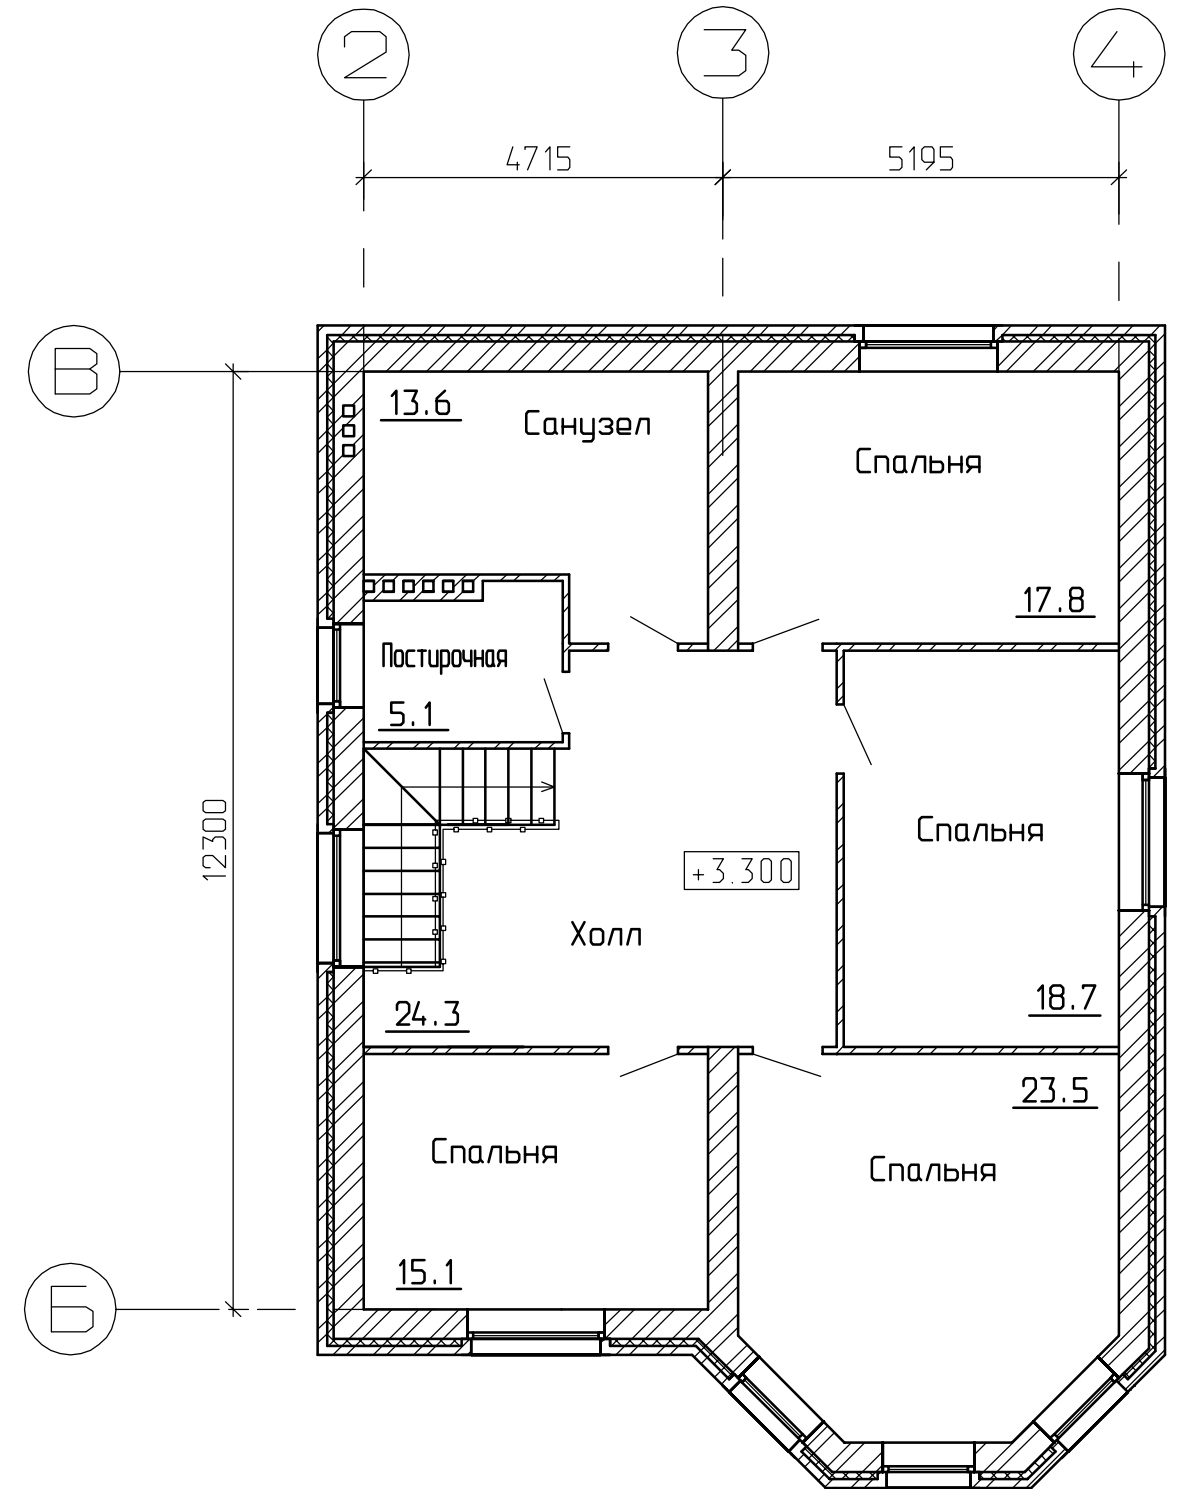 2
3
4
4715
5195
В
13.6
Санузел
Спальня
17.8
Постирочная
5.1
12300
Спальня
+3.300
Холл
18.7
24.3
23.5
Спальня
Спальня
15.1
Б